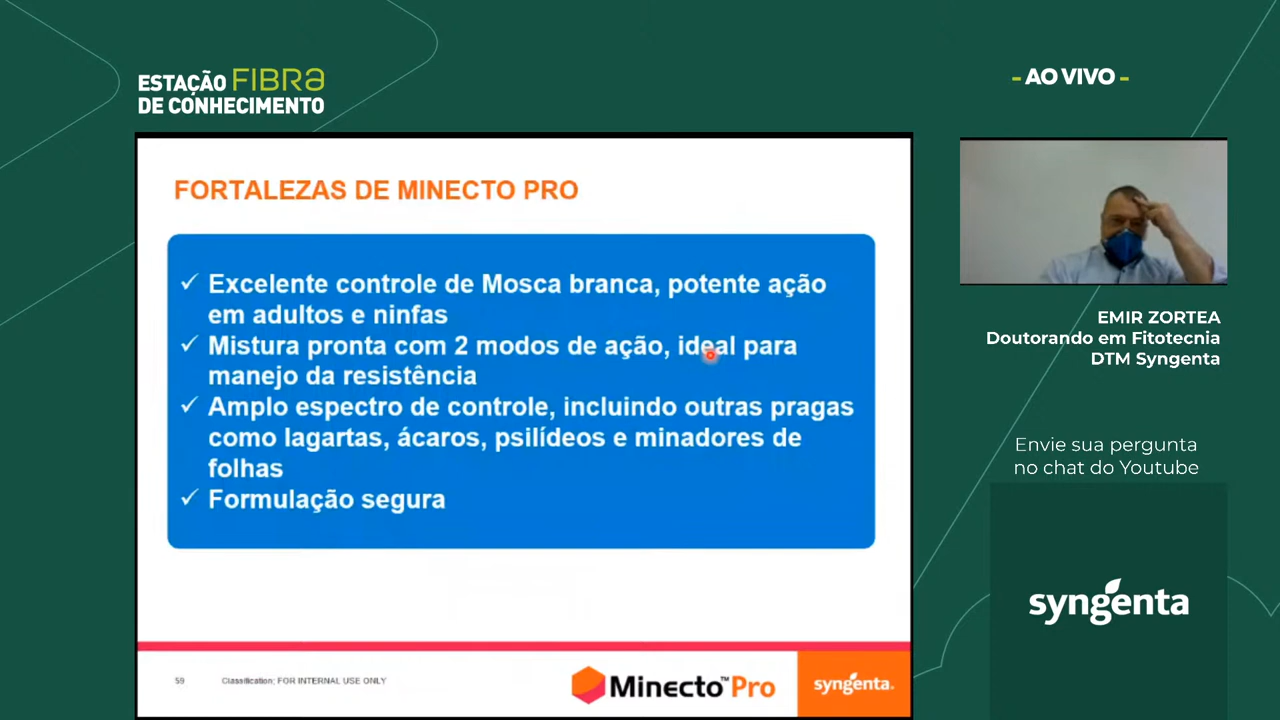 ESTAÇÃO FIBRA
DE CONHECIMENTO
- AO VIVO -
FORTALEZAS DE MINECTO PRO
✓ Excelente controle de Mosca branca, potente ação
em adultos e ninfas
✓ Mistura pronta com 2 modos de ação, ideal para
manejo da resistência
✓ Amplo espectro de controle, incluindo outras pragas
como lagartas, ácaros, psilídeos e minadores de
folhas
✓ Formulação segura
59 Classification: FOR INTERNAL USE ONLY
Minecto™ Pro
syngenta.
EMIR ZORTEA
Doutorando em Fitotecnia
DTM Syngenta
Envie sua pergunta
no chat do Youtube
syngenta